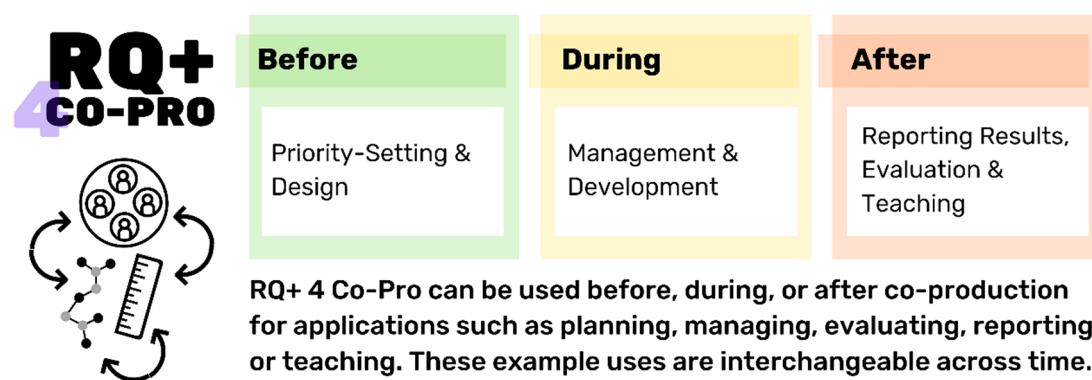 RQ+
4 CO-PRO
Before
Priority-Setting &
Design
During
Management &
Development
After
Reporting Results,
Evaluation &
Teaching
RQ+ 4 Co-Pro can be used before, during, or after co-production
for applications such as planning, managing, evaluating, reporting
or teaching. These example uses are interchangeable across time.